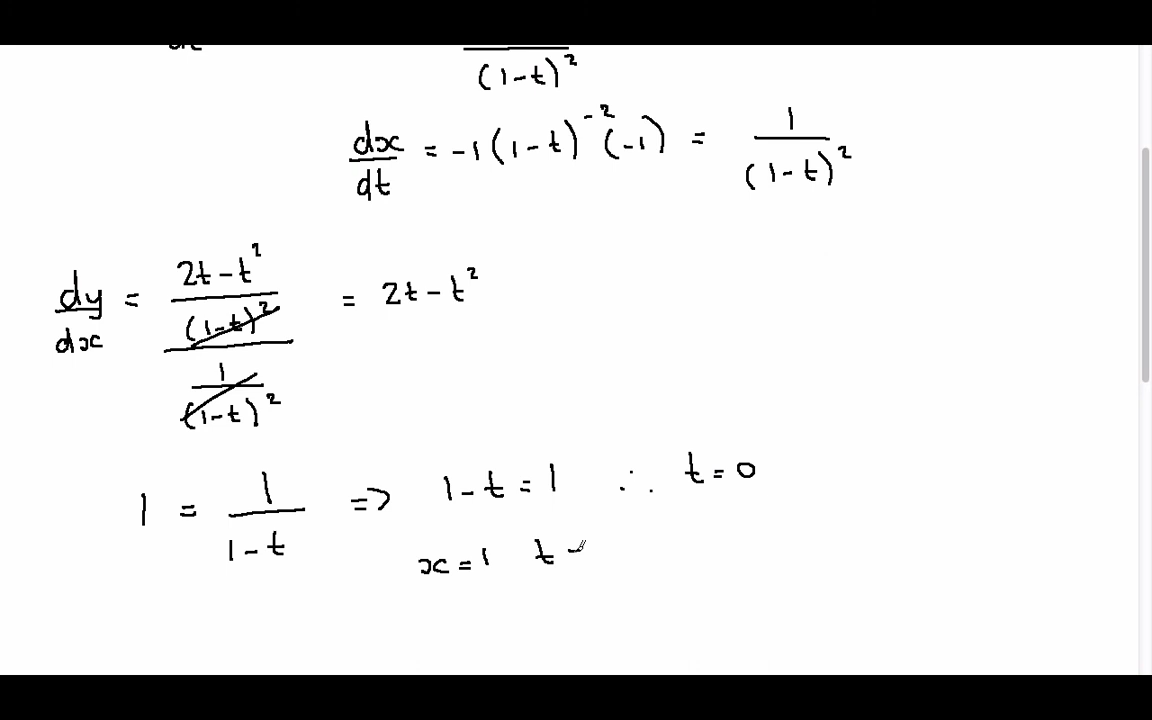 (1-t)²
dx/dt = -1(1-t)⁻²(-1) = 1/(1-t)²
dy/dx = ((2t-t²)/(1-t)²)/(1/(1-t)²) = 2t-t²
1 = 1/(1-t) => 1-t=1 ∴ t=0
x=1 t -